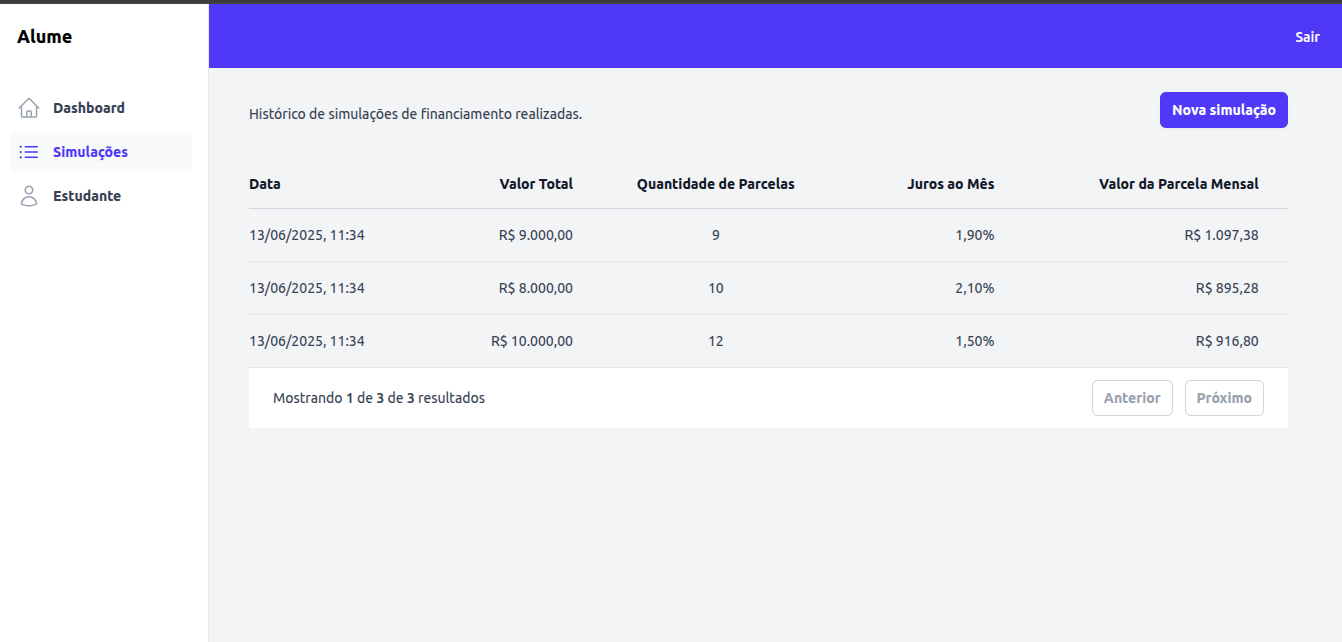 Alume
Sair
Dashboard
Simulações
Estudante
Histórico de simulações de financiamento realizadas.
Nova simulação
Data Valor Total Quantidade de Parcelas Juros ao Mês Valor da Parcela Mensal
13/06/2025, 11:34 R$ 9.000,00 9 1,90% R$ 1.097,38
13/06/2025, 11:34 R$ 8.000,00 10 2,10% R$ 895,28
13/06/2025, 11:34 R$ 10.000,00 12 1,50% R$ 916,80
Mostrando 1 de 3 de 3 resultados
Anterior Próximo